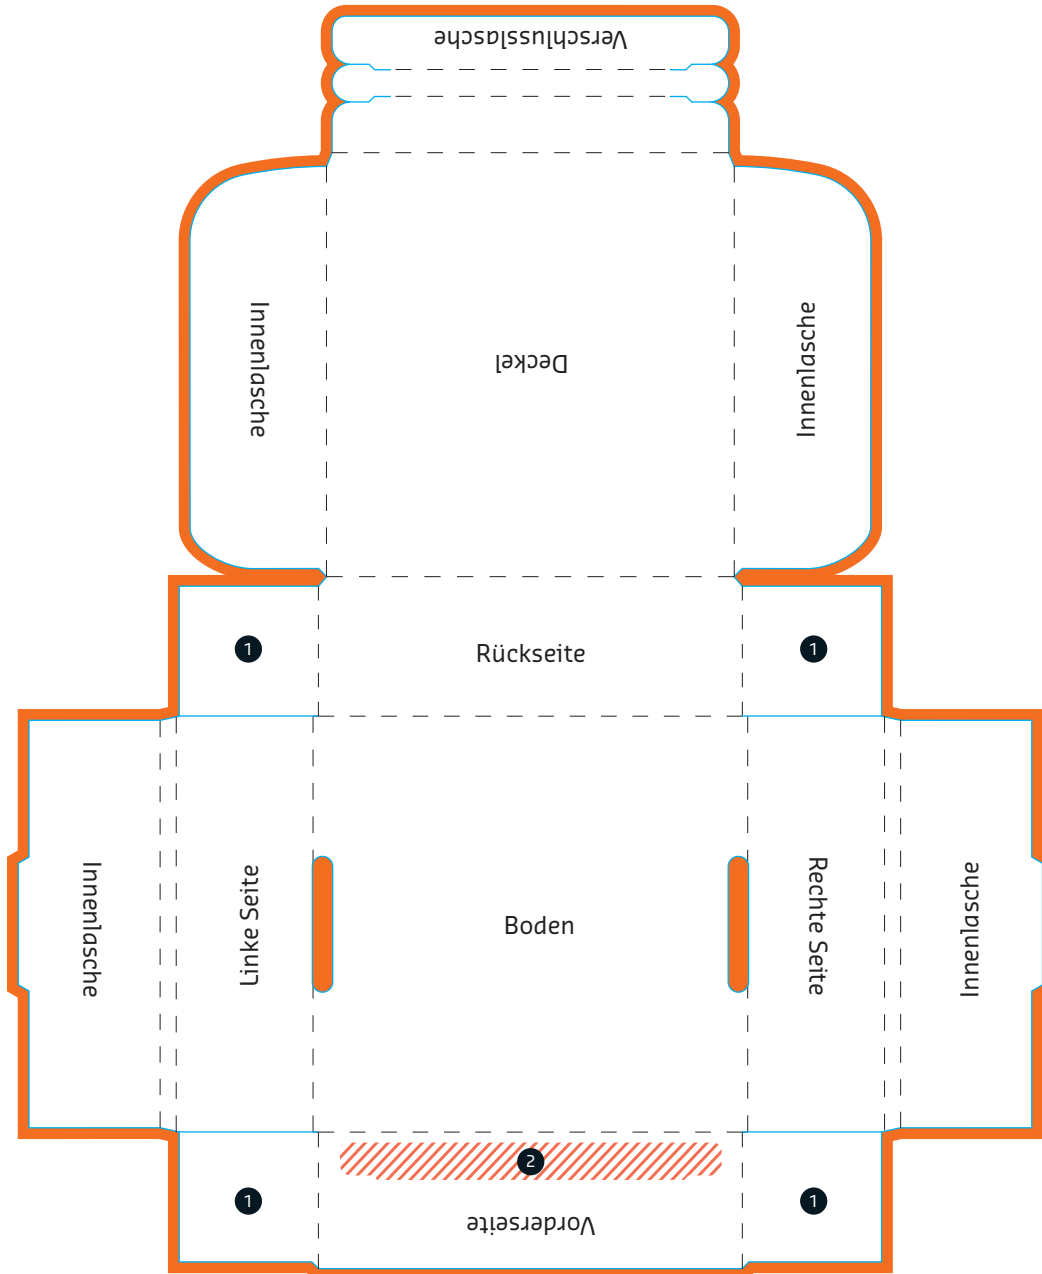 Verschlusslasche
Innenlasche
Deckel
Innenlasche
1
Rückseite
1
Innenlasche
Linke Seite
Boden
Rechte Seite
Innenlasche
2
1
Vorderseite
1